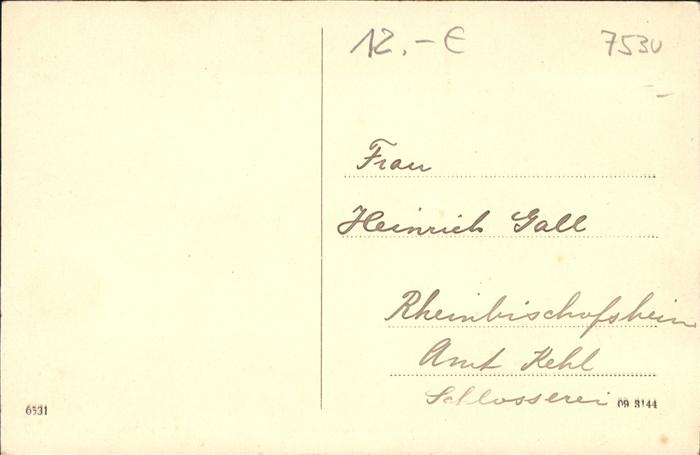 12.-€
7530
Frau
Heinrich Gall
Rheinbischofsheim
Amt Kehl
Schlosserei
6531
09 3144